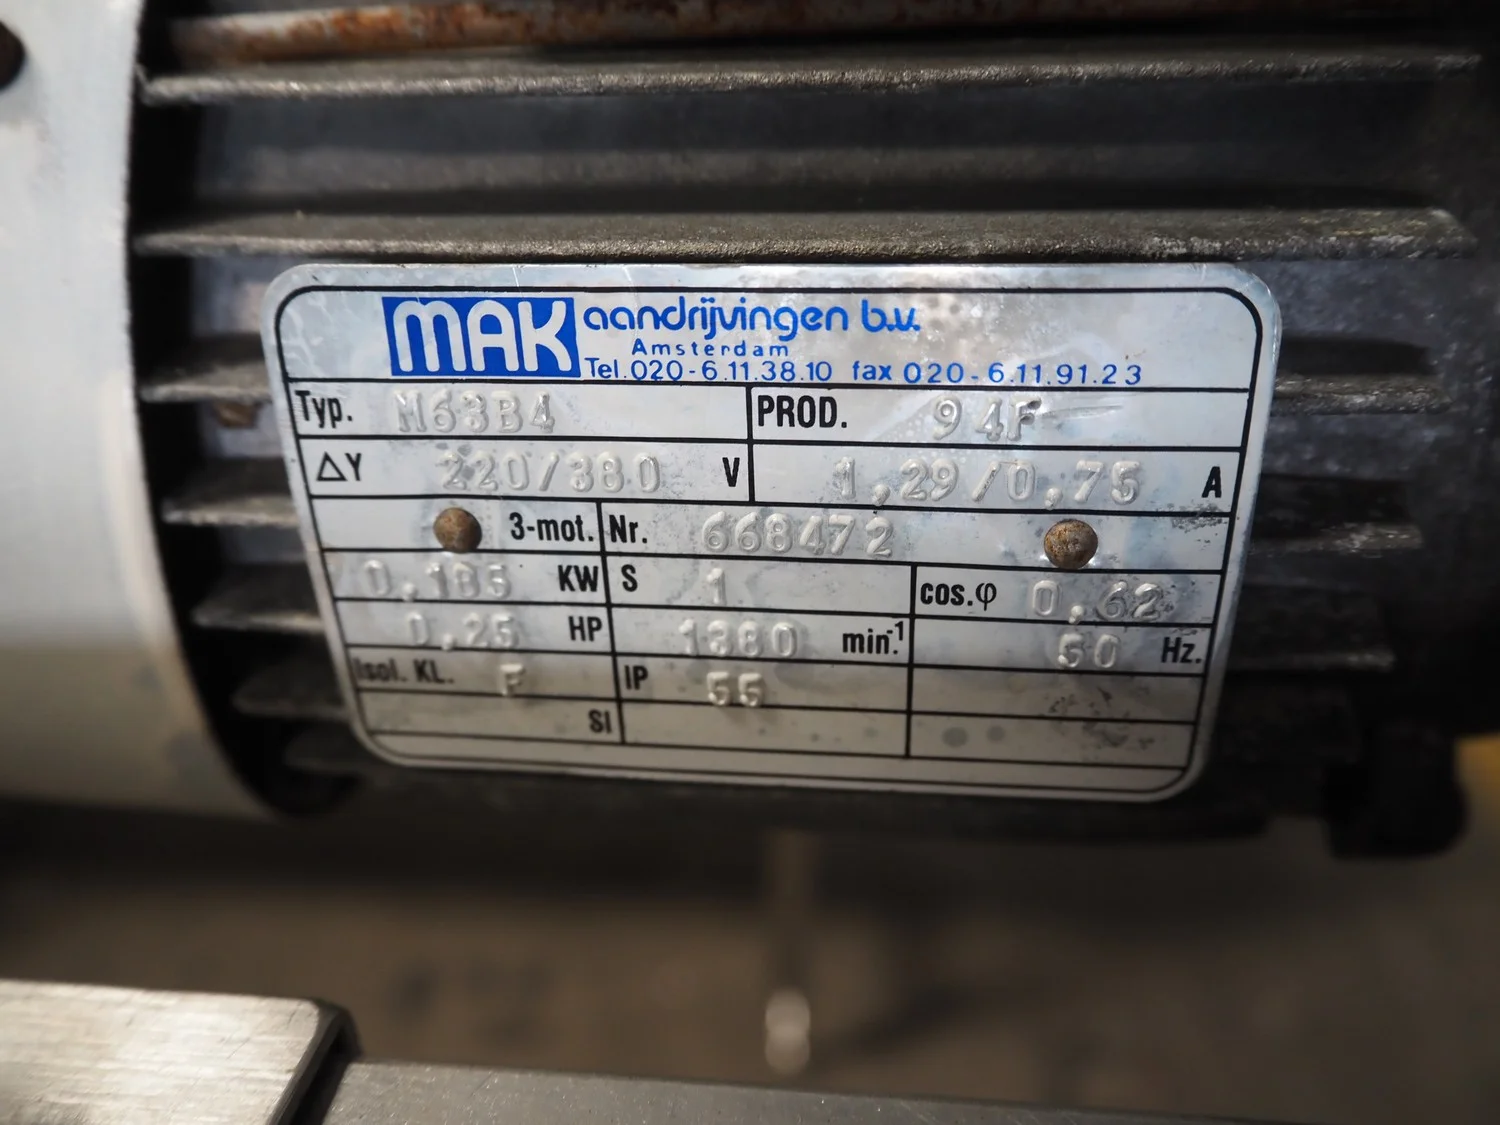 MAK aandrijvingen b.v.
Amsterdam
Tel.020-6.11.38.10 fax 020-6.11.91.23
Typ. M63B4 PROD. 94F
ΔY 220/380 V 1,29/0,75 A
3-mot. Nr. 668472
0,185 KW S 1 cos.φ 0,62
0,25 HP 1380 min⁻¹ 50 Hz.
Isol. KL. F IP 55
SI